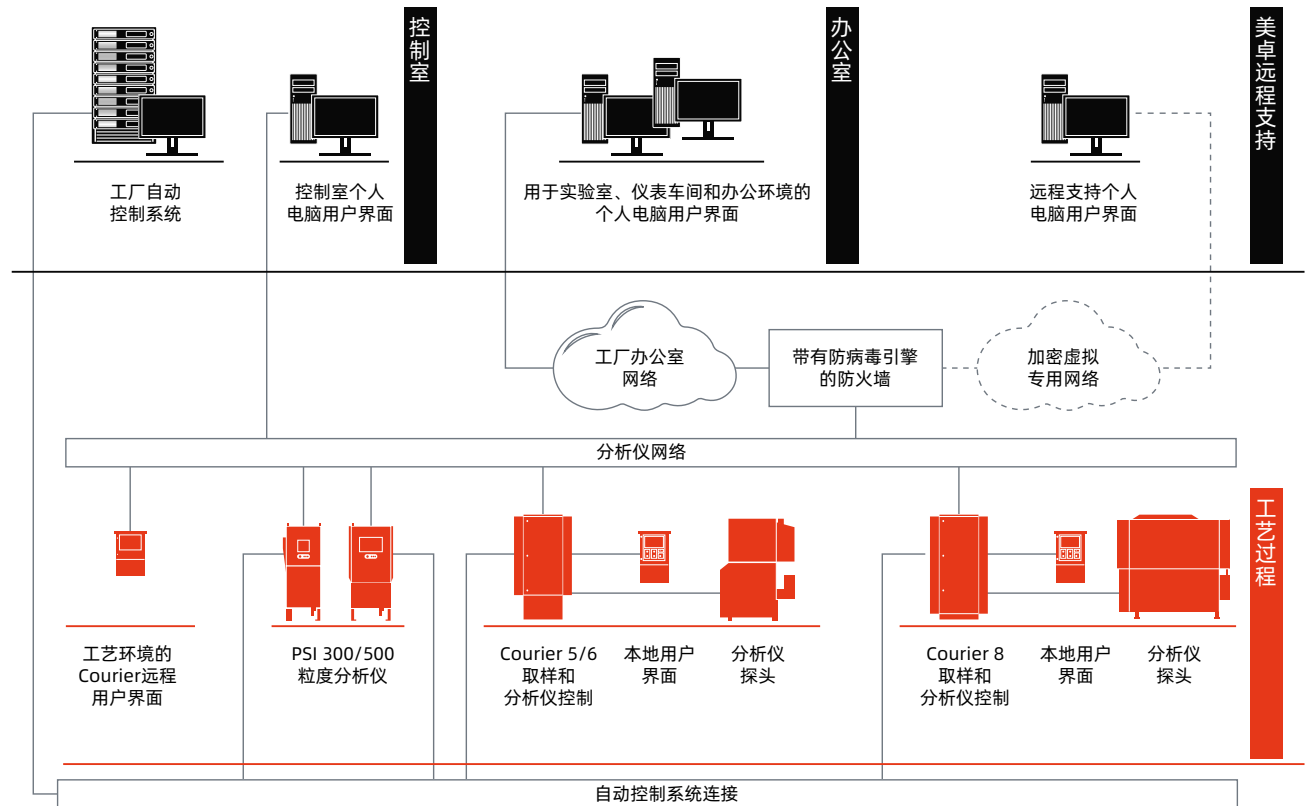 控制室
办公室
美卓远程支持
工厂自动
控制系统
控制室个人
电脑用户界面
用于实验室、仪表车间和办公环境的
个人电脑用户界面
远程支持个人
电脑用户界面
工厂办公室
网络
带有防病毒引擎
的防火墙
加密虚拟
专用网络
分析仪网络
工艺过程
工艺环境的
Courier远程
用户界面
PSI 300/500
粒度分析仪
Courier 5/6
取样和
分析仪控制
本地用户
界面
分析仪
探头
Courier 8
取样和
分析仪控制
本地用户
界面
分析仪
探头
自动控制系统连接